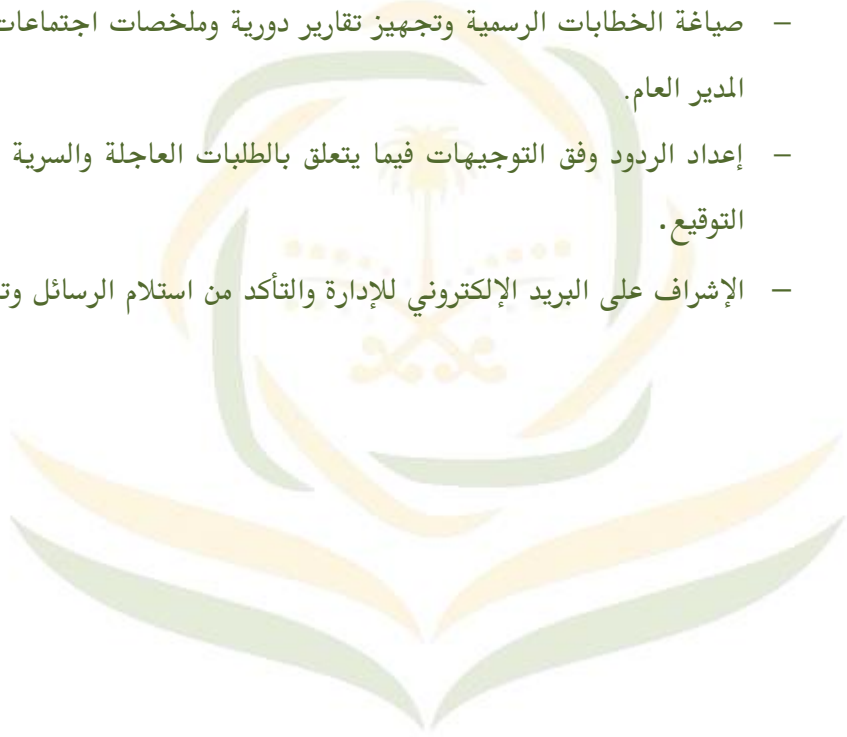 – صياغة الخطابات الرسمية وتجهيز تقارير دورية وملخصات اجتماعات
المدير العام.
– إعداد الردود وفق التوجيهات فيما يتعلق بالطلبات العاجلة والسرية
التوقيع.
– الإشراف على البريد الإلكتروني للإدارة والتأكد من استلام الرسائل